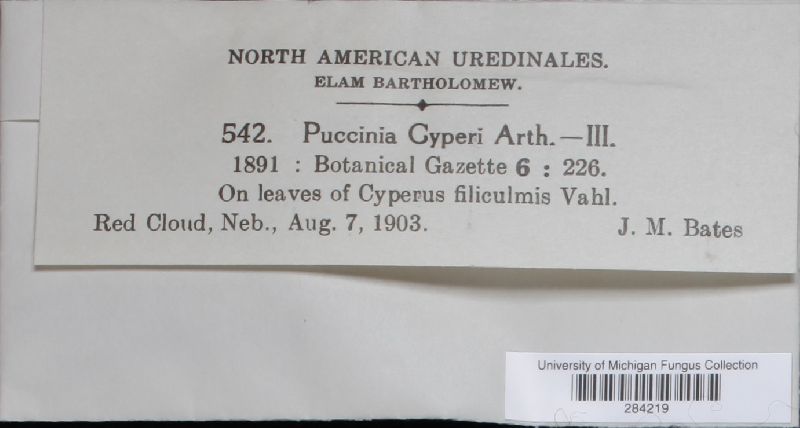 NORTH AMERICAN UREDINALES.
ELAM BARTHOLOMEW.
542. Puccinia Cyperi Arth.—III.
1891 : Botanical Gazette 6 : 226.
On leaves of Cyperus filiculmis Vahl.
Red Cloud, Neb., Aug. 7, 1903. J. M. Bates
University of Michigan Fungus Collection
284219